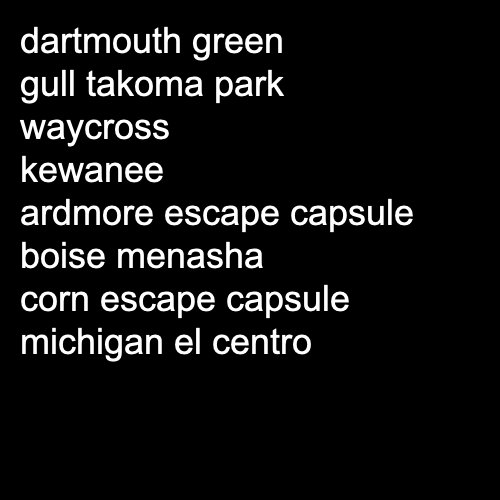 dartmouth green
gull takoma park
waycross
kewanee
ardmore escape capsule
boise menasha
corn escape capsule
michigan el centro